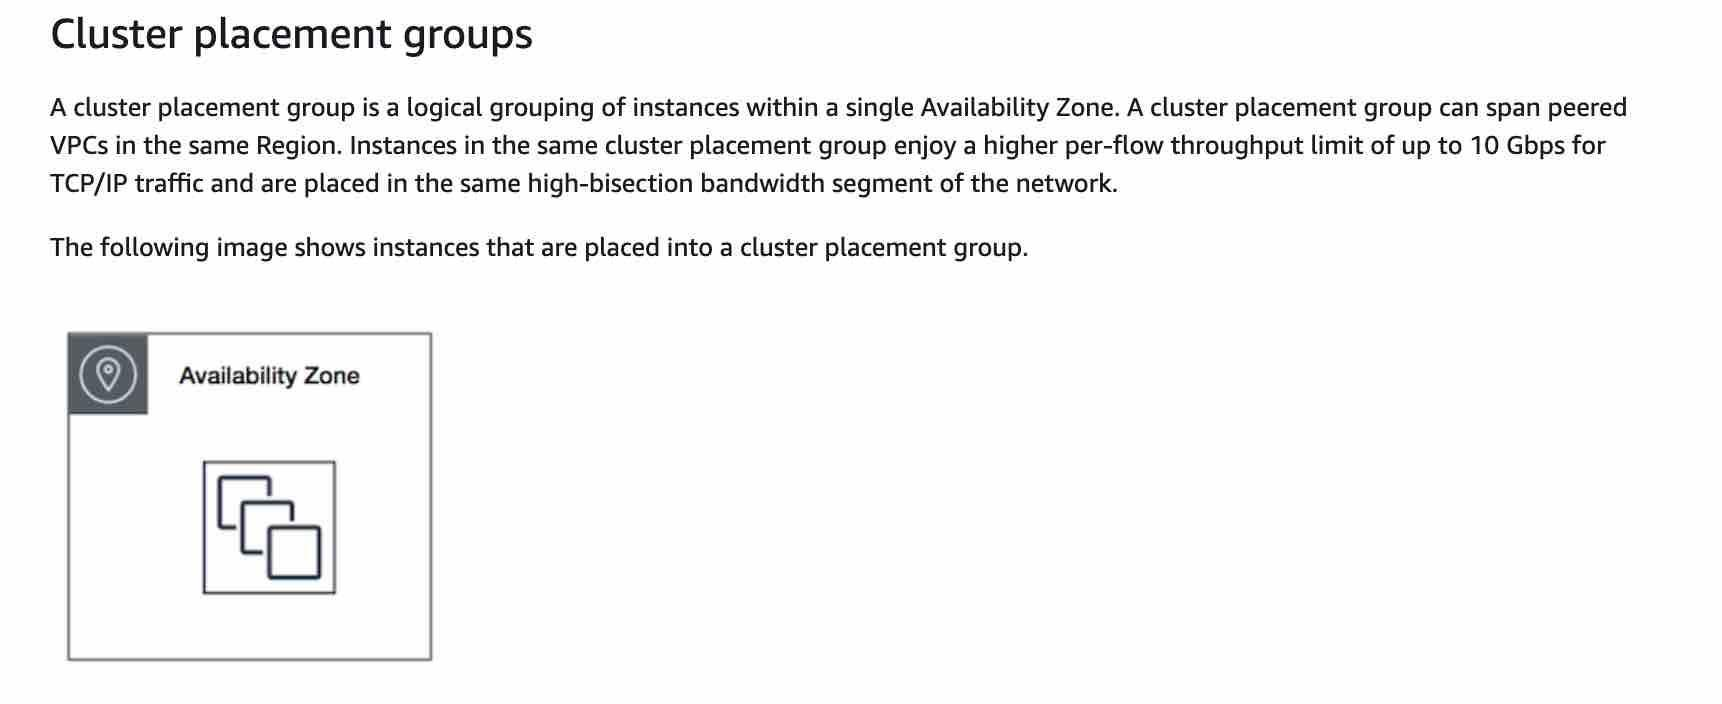 Cluster placement groups
A cluster placement group is a logical grouping of instances within a single Availability Zone. A cluster placement group can span peered
VPCs in the same Region. Instances in the same cluster placement group enjoy a higher per-flow throughput limit of up to 10 Gbps for
TCP/IP traffic and are placed in the same high-bisection bandwidth segment of the network.
The following image shows instances that are placed into a cluster placement group.
Availability Zone